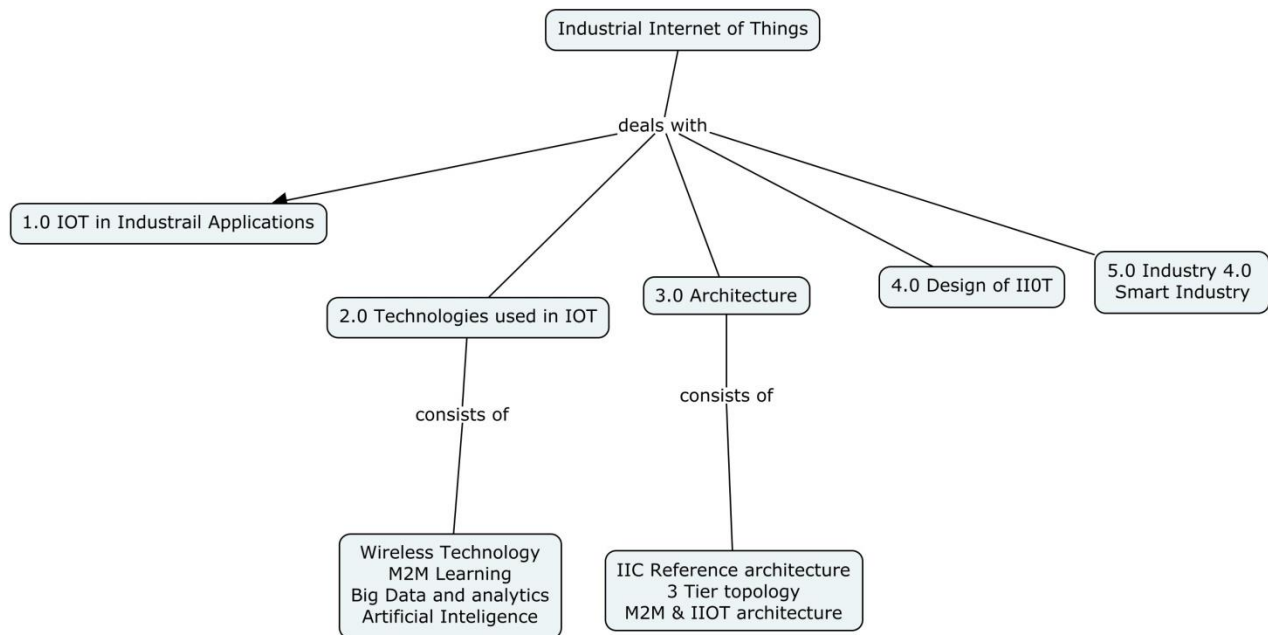 Industrial Internet of Things
deals with
1.0 IOT in Industrail Applications
2.0 Technologies used in IOT
3.0 Architecture
4.0 Design of II0T
5.0 Industry 4.0
Smart Industry
consists of
consists of
Wireless Technology
M2M Learning
Big Data and analytics
Artificial Inteligence
IIC Reference architecture
3 Tier topology
M2M & IIOT architecture